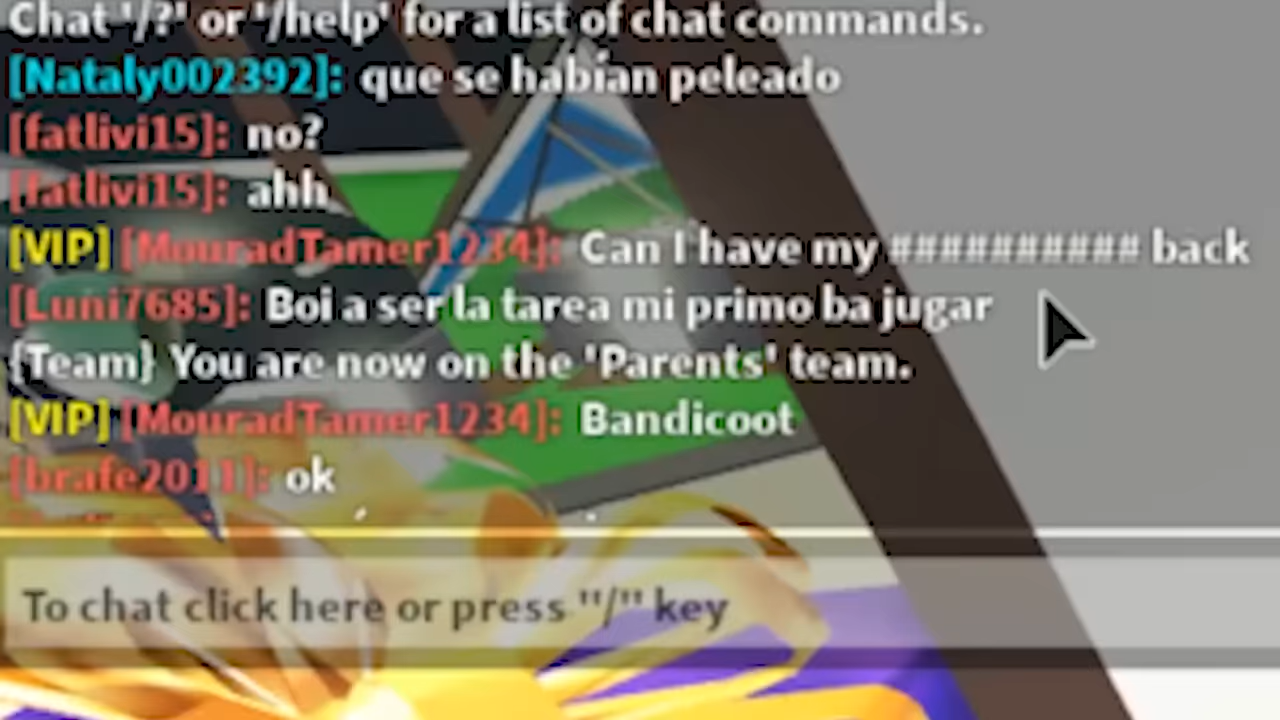 Chat '/?' or '/help' for a list of chat commands.
[Nataly002392]: que se habían peleado
[fatlivi15]: no?
[fatlivi15]: ahh
[VIP] [MouradTamer1234]: Can I have my ########## back
[Luni7685]: Boi a ser la tarea mi primo ba jugar
{Team} You are now on the 'Parents' team.
[VIP] [MouradTamer1234]: Bandicoot
[brafe2011]: ok
To chat click here or press "/" key